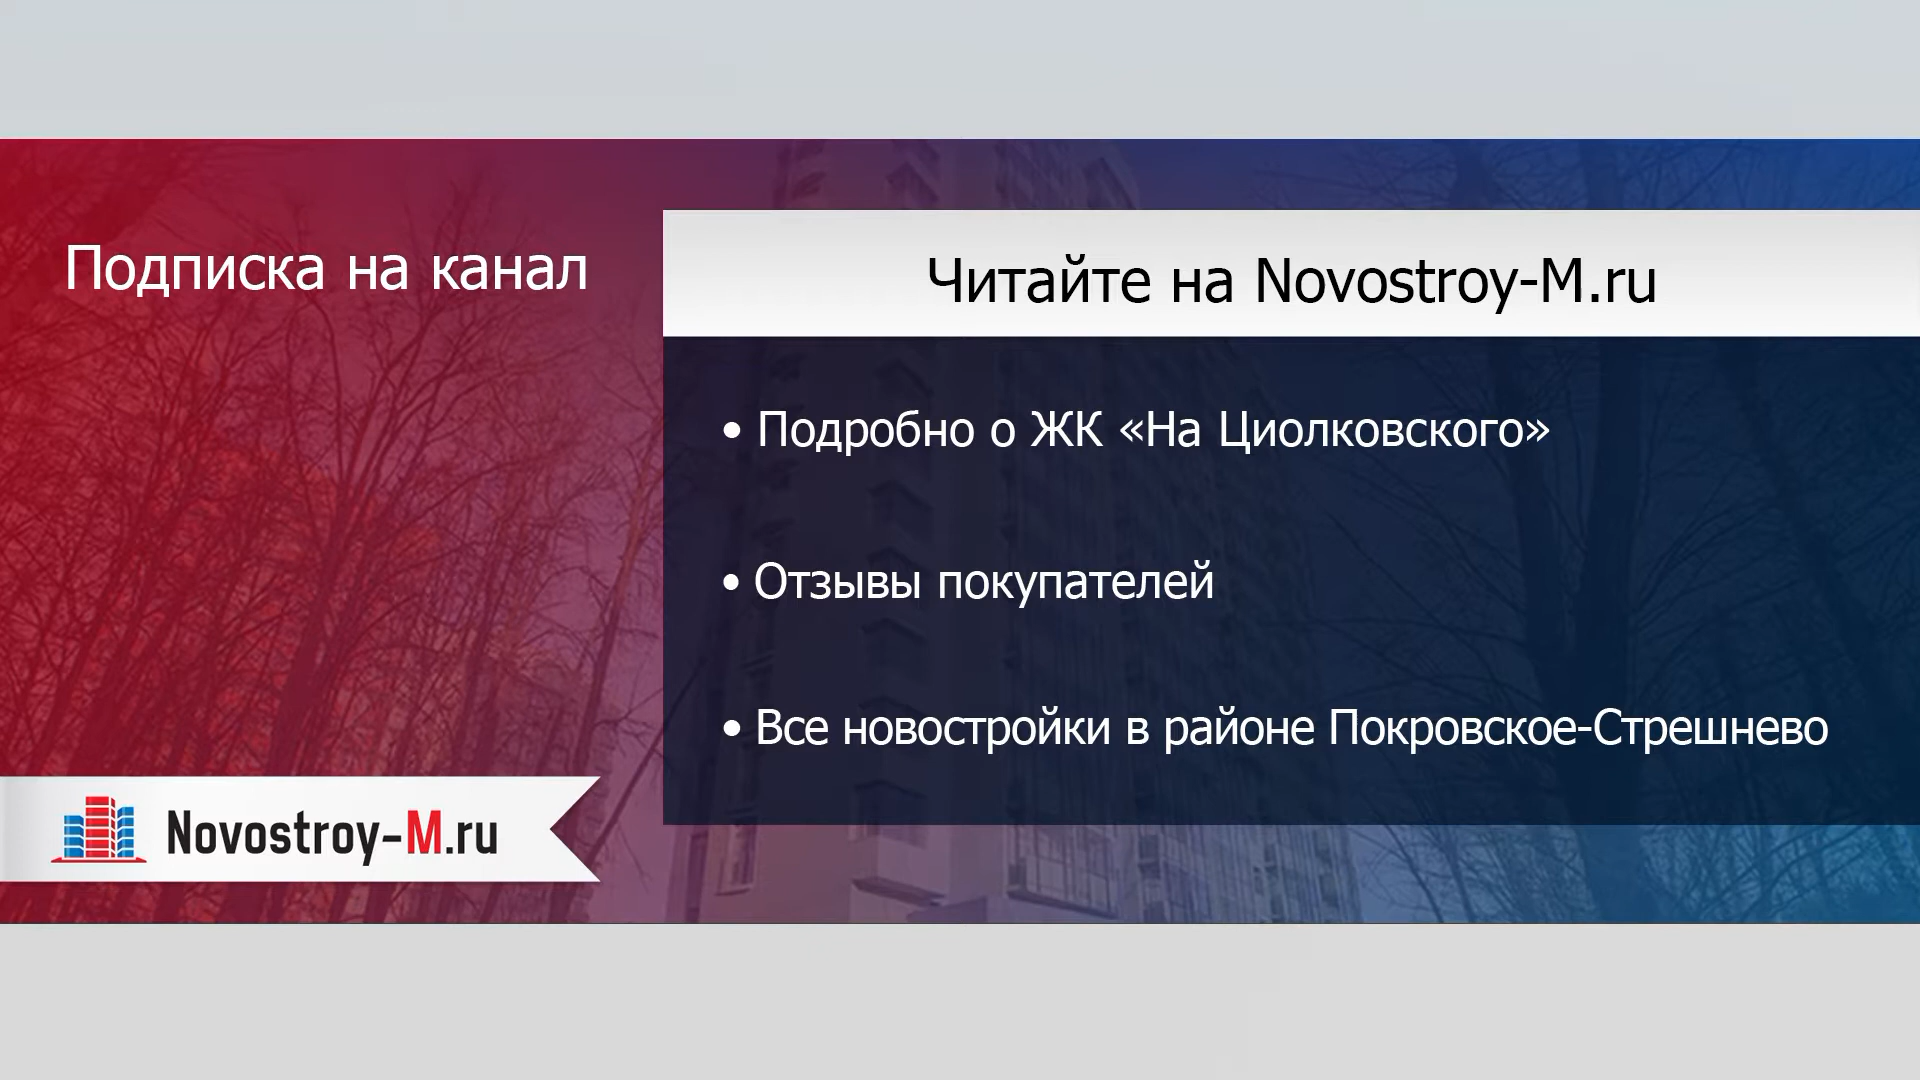 Подписка на канал
Читайте на Novostroy-M.ru
• Подробно о ЖК «На Циолковского»
• Отзывы покупателей
• Все новостройки в районе Покровское-Стрешнево
Novostroy-M.ru